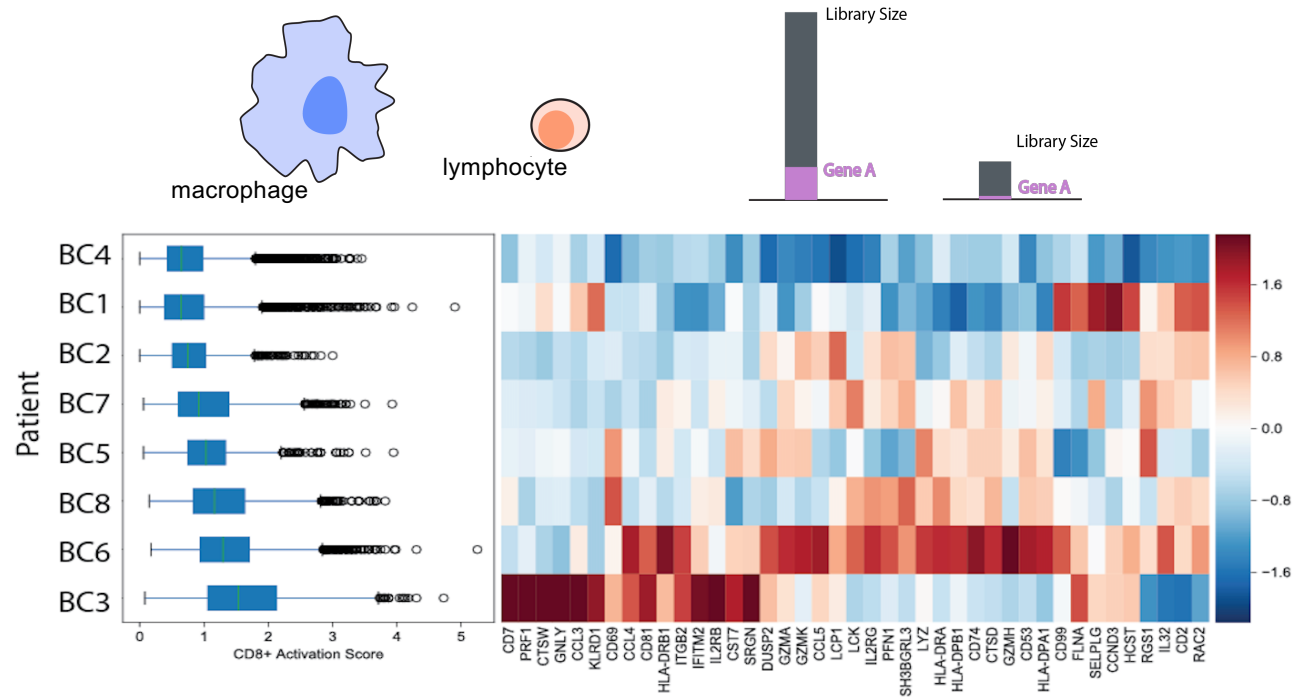 Library Size
Library Size
Gene A
Gene A
lymphocyte
macrophage
Patient
BC4
BC1
BC2
BC7
BC5
BC8
BC6
BC3
0 1 2 3 4 5
CD8+ Activation Score
CD7 PRF1 CTSW GNLY CCL3 KLRD1 CD69 CCL4 CD81 HLA-DRB1 ITGB2 IFITM2 IL2RB CST7 SRGN DUSP2 GZMA GZMK CCL5 LCP1 LCK IL2RG PFN1 SH3BGRL3 LYZ HLA-DRA HLA-DPB1 CD74 CTSD GZMH CD53 HLA-DPA1 CD99 FLNA SELPLG CCND3 HCST RGS1 IL32 CD2 RAC2
1.6
0.8
0.0
−0.8
−1.6